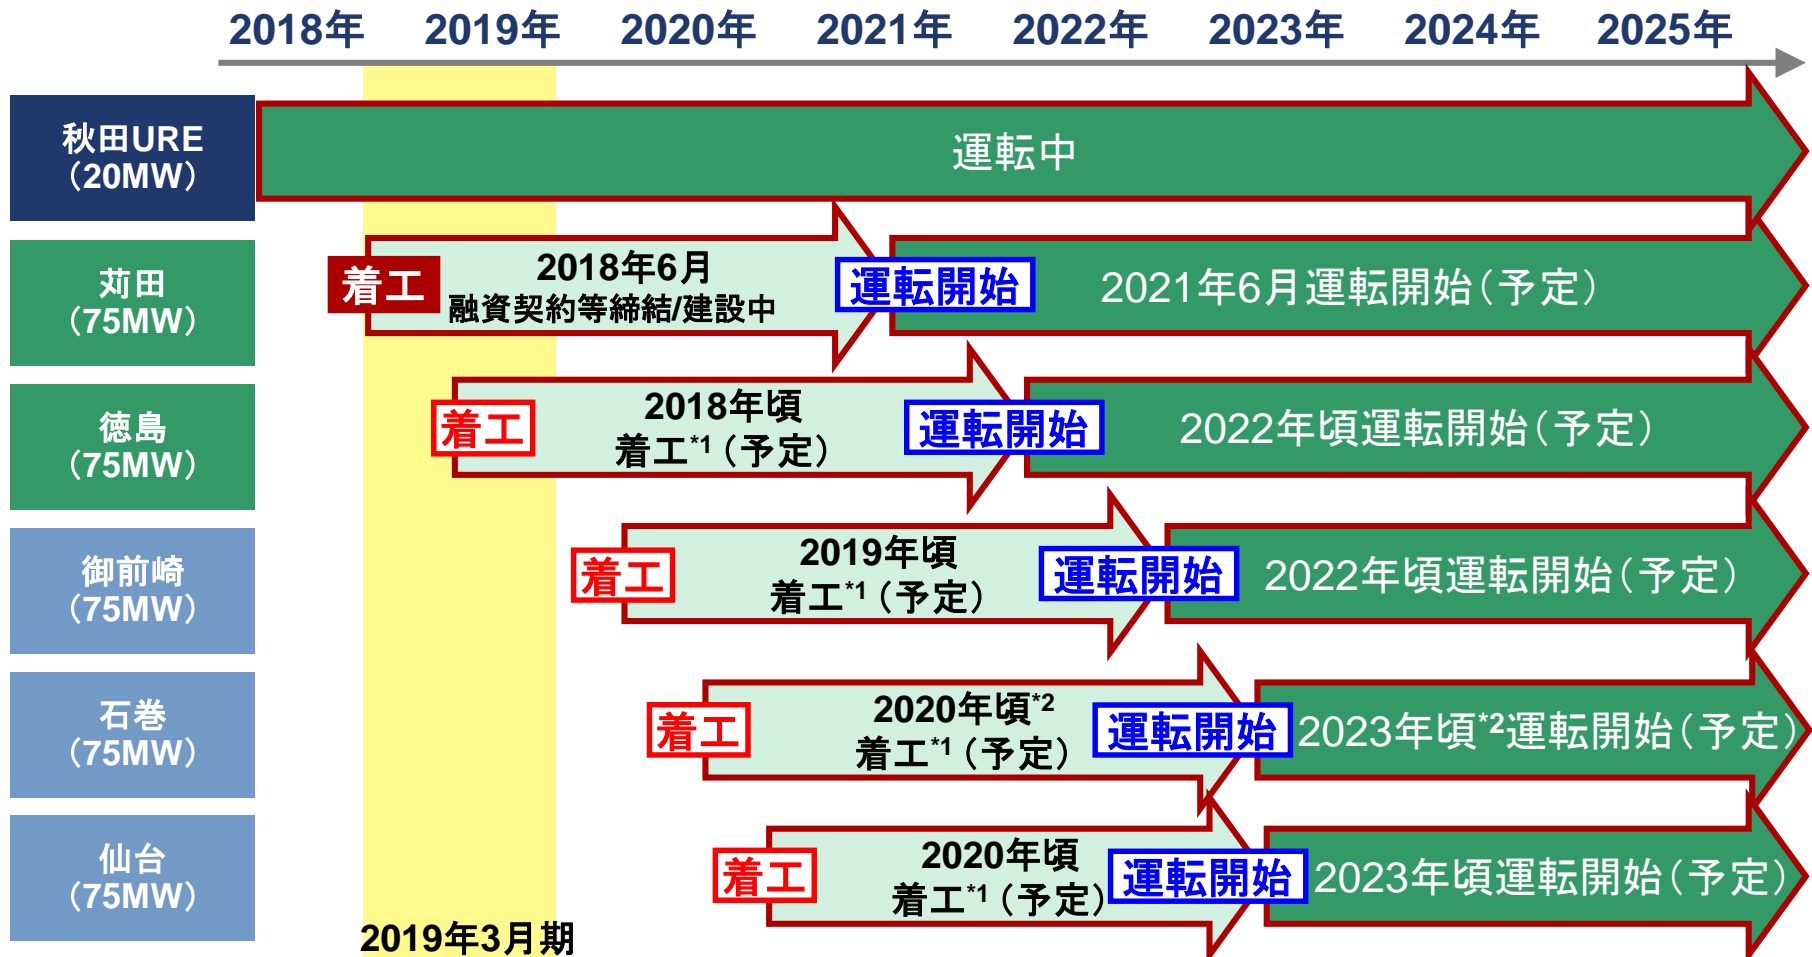 2018年 2019年 2020年 2021年 2022年 2023年 2024年 2025年
秋田URE
（20MW）
運転中
苅田
（75MW）
着工
2018年6月
融資契約等締結/建設中
運転開始
2021年6月運転開始（予定）
徳島
（75MW）
着工
2018年頃
着工*1（予定）
運転開始
2022年頃運転開始（予定）
御前崎
（75MW）
着工
2019年頃
着工*1（予定）
運転開始
2022年頃運転開始（予定）
石巻
（75MW）
着工
2020年頃*2
着工*1（予定）
運転開始
2023年頃*2運転開始（予定）
仙台
（75MW）
着工
2020年頃
着工*1（予定）
運転開始
2023年頃運転開始（予定）
2019年3月期